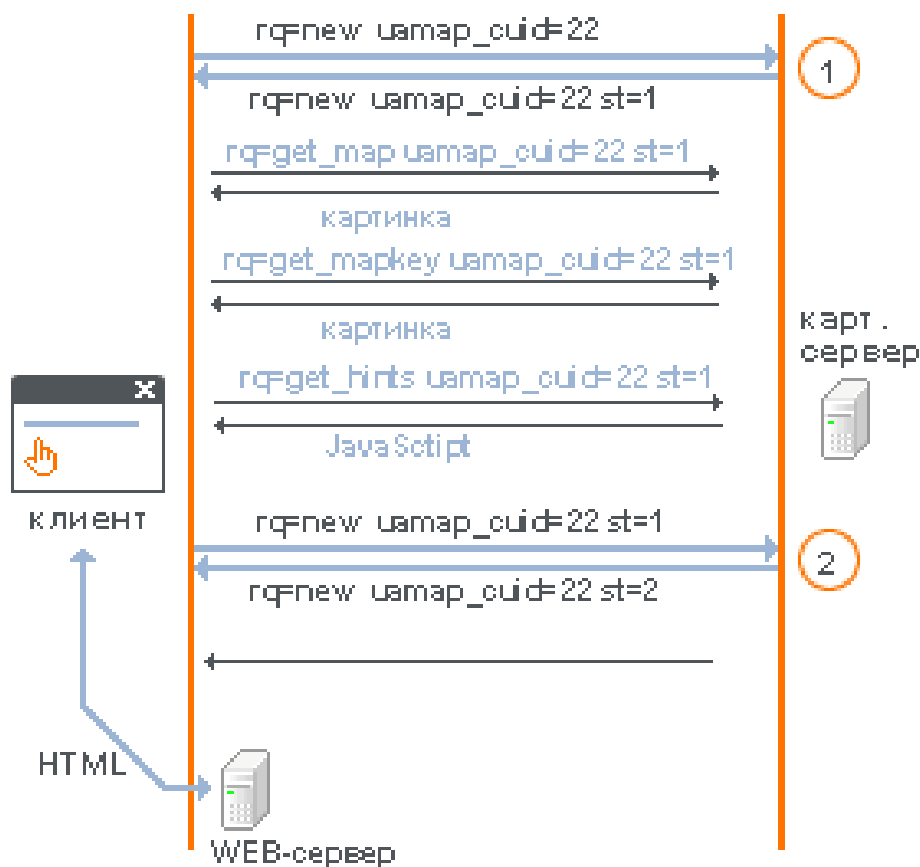 rq=new uamap_cuid=22
1
rq=new uamap_cuid=22 st=1
rq=get_map uamap_cuid=22 st=1
картинка
rq=get_mapkey uamap_cuid=22 st=1
картинка
карт.
сервер
rq=get_hints uamap_cuid=22 st=1
JavaSctipt
клиент
rq=new uamap_cuid=22 st=1
2
rq=new uamap_cuid=22 st=2
HTML
WEB-сервер